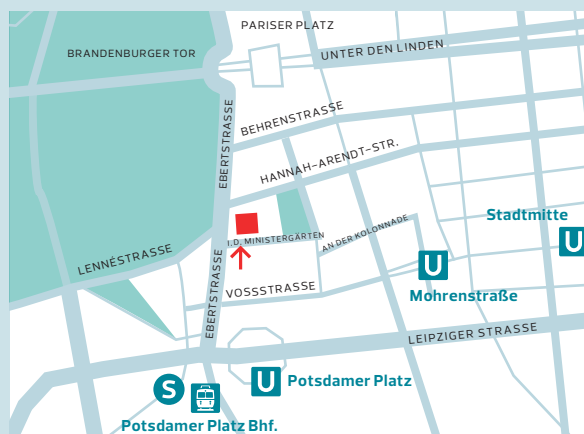 PARISER PLATZ
BRANDENBURGER TOR
UNTER DEN LINDEN
EBERTSTRASSE
BEHRENSTRASSE
HANNAH-ARENDT-STR.
Stadtmitte
U
I.D. MINISTERGÄRTEN
AN DER KOLONNADE
LENNÉSTRASSE
U
Mohrenstraße
EBERTSTRASSE
VOSSSTRASSE
LEIPZIGER STRASSE
U Potsdamer Platz
S
Potsdamer Platz Bhf.